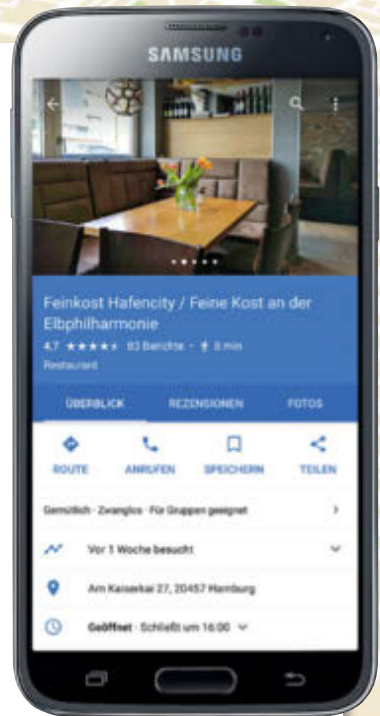 SAMSUNG
Feinkost Hafencity / Feine Kost an der
Elbphilharmonie
4,7 83 Berichte · 8 min
Restaurant
ÜBERBLICK REZENSIONEN FOTOS
ROUTE ANRUFEN SPEICHERN TEILEN
Gemütlich · Zwanglos · Für Gruppen geeignet
Vor 1 Woche besucht
Am Kaiserkai 27, 20457 Hamburg
Geöffnet · Schließt um 16:00